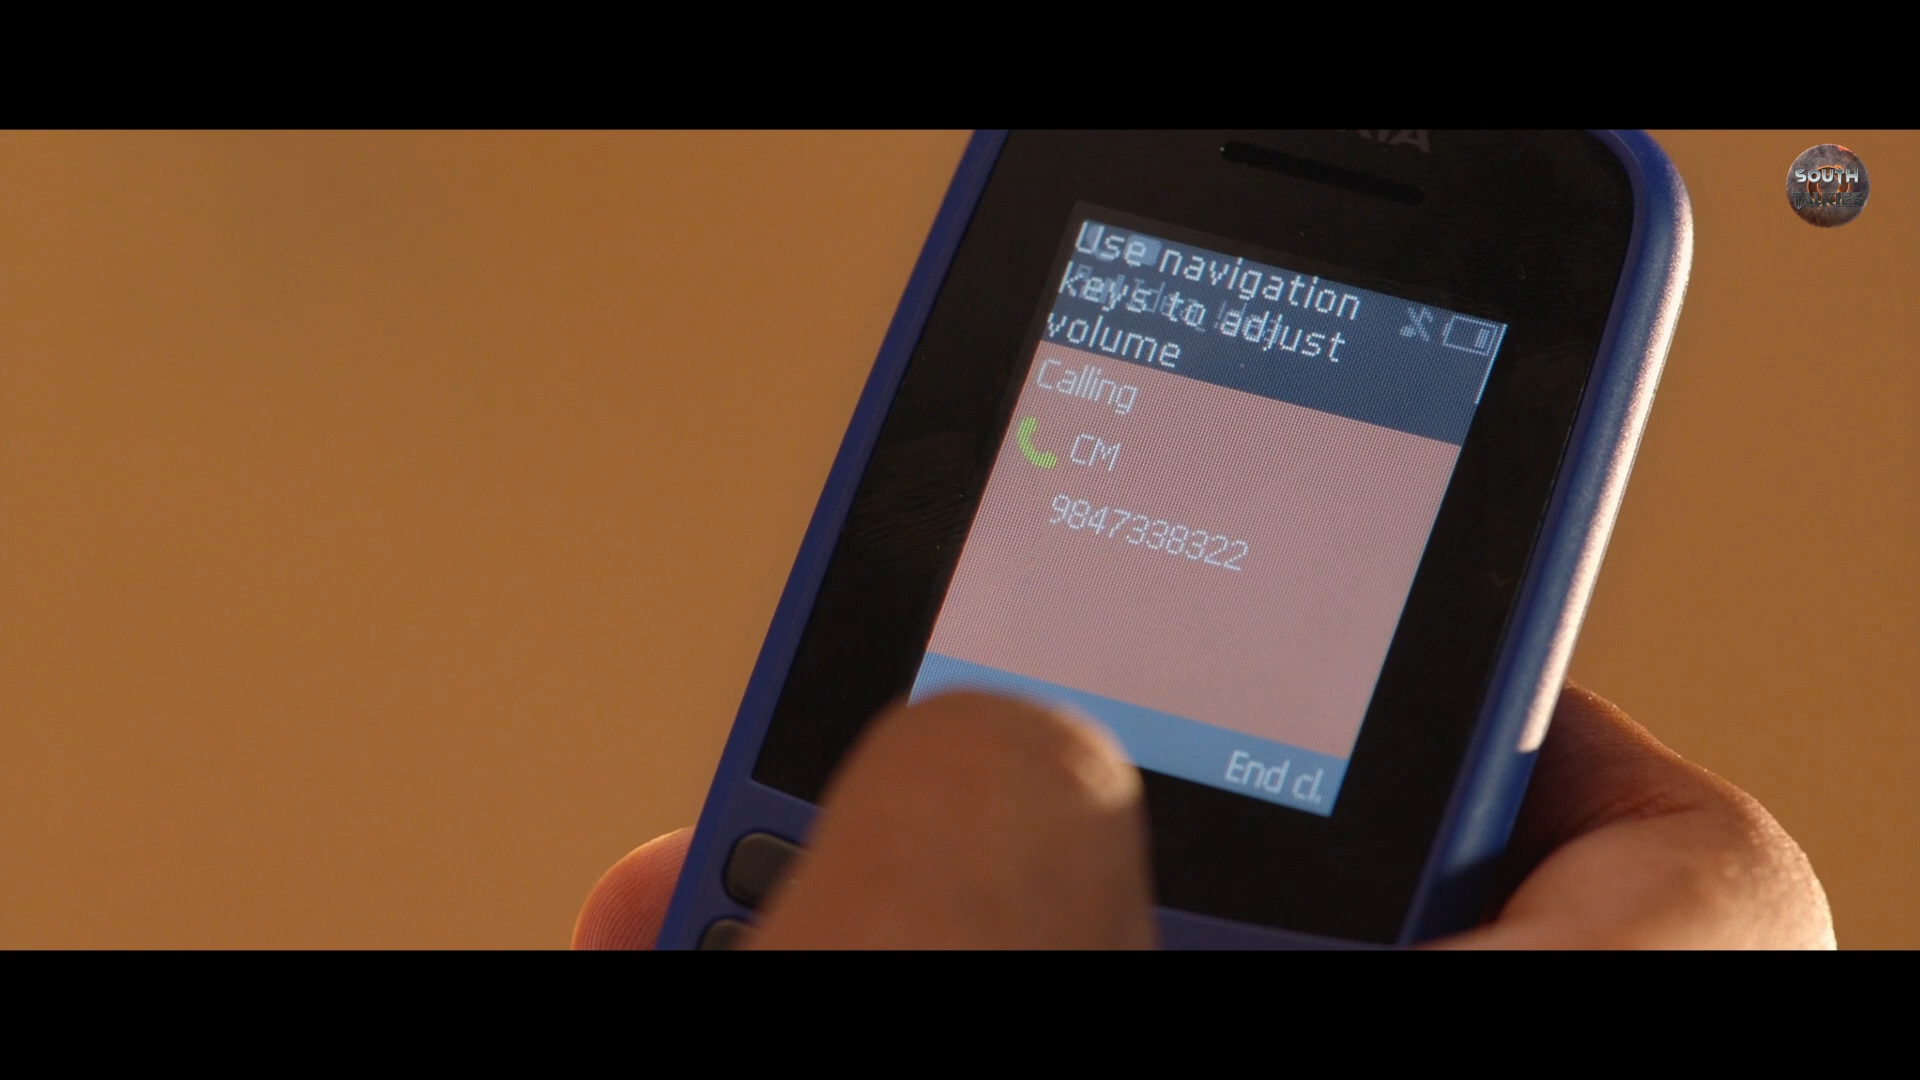 SOUTH
TALKIES
Use navigation
keys to adjust
volume
Calling
CM
9847338322
End cl.